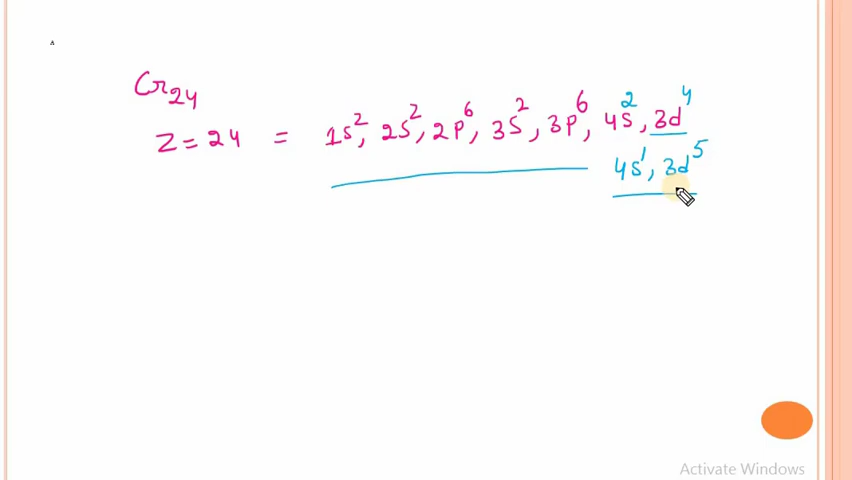 Cr₂₄
Z = 24 = 1s², 2s², 2p⁶, 3s², 3p⁶, 4s², 3d⁴
4s¹, 3d⁵
Activate Windows